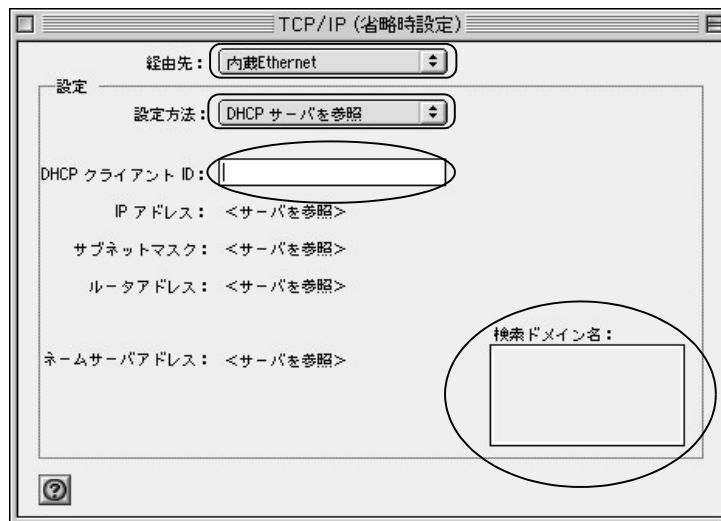 TCP/IP (省略時設定)
経由先: 内蔵Ethernet
設定
設定方法: DHCP サーバを参照
DHCP クライアント ID:
IP アドレス: <サーバを参照>
サブネットマスク: <サーバを参照>
ルータアドレス: <サーバを参照>
検索ドメイン名:
ネームサーバアドレス: <サーバを参照>
?